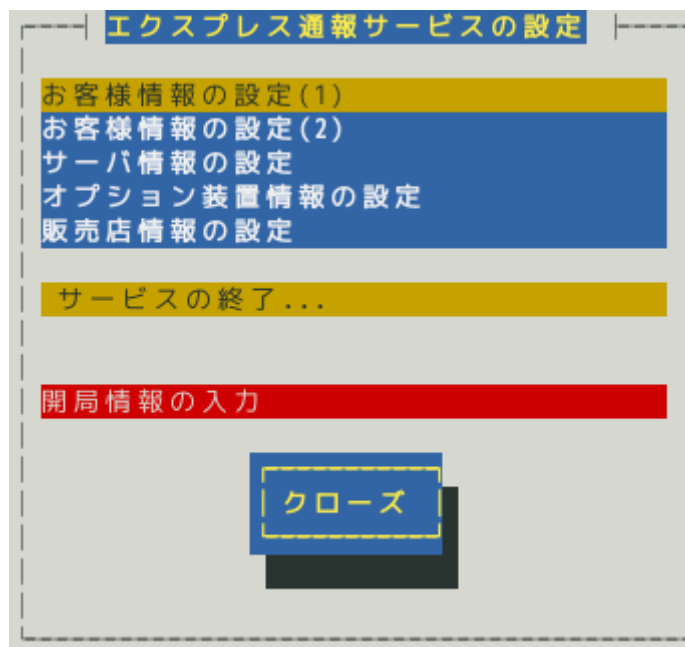 エクスプレス通報サービスの設定
お客様情報の設定(1)
お客様情報の設定(2)
サーバ情報の設定
オプション装置情報の設定
販売店情報の設定
サービスの終了...
開局情報の入力
クローズ